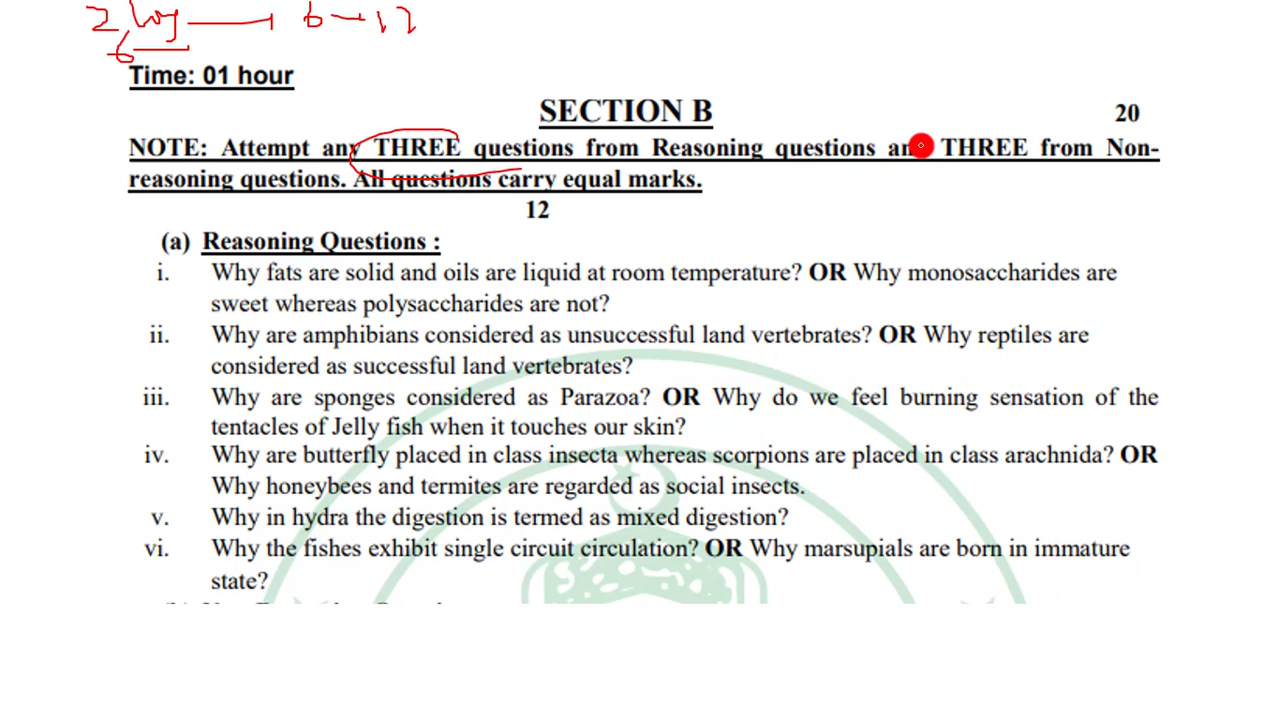 2 6
6 - 12
Time: 01 hour
SECTION B 20
NOTE: Attempt any THREE questions from Reasoning questions and THREE from Non-
reasoning questions. All questions carry equal marks.
12
(a) Reasoning Questions :
i. Why fats are solid and oils are liquid at room temperature? OR Why monosaccharides are
sweet whereas polysaccharides are not?
ii. Why are amphibians considered as unsuccessful land vertebrates? OR Why reptiles are
considered as successful land vertebrates?
iii. Why are sponges considered as Parazoa? OR Why do we feel burning sensation of the
tentacles of Jelly fish when it touches our skin?
iv. Why are butterfly placed in class insecta whereas scorpions are placed in class arachnida? OR
Why honeybees and termites are regarded as social insects.
v. Why in hydra the digestion is termed as mixed digestion?
vi. Why the fishes exhibit single circuit circulation? OR Why marsupials are born in immature
state?